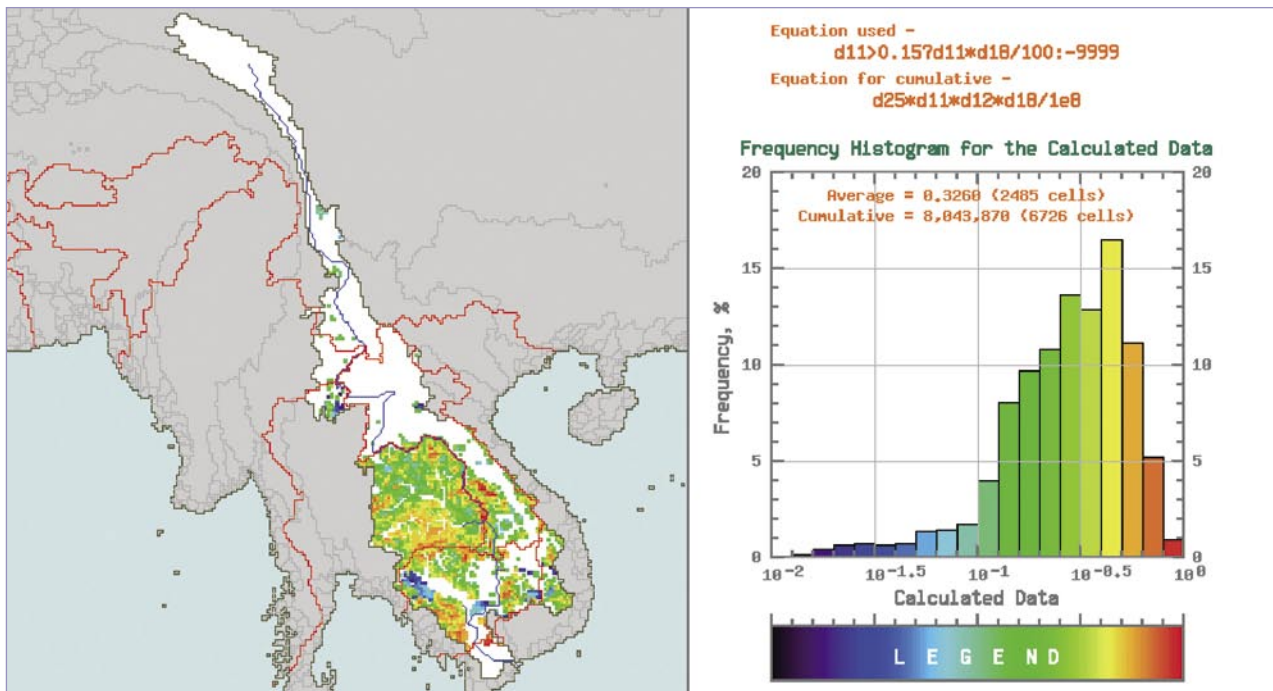 Equation used -
d11>0.15?d11*d18/100:-9999
Equation for cumulative -
d25*d11*d12*d18/1e8
Frequency Histogram for the Calculated Data
Average = 0.3260 (2485 cells)
Cumulative = 8,043,870 (6726 cells)
20
15
10
5
0
Frequency, %
20
15
10
5
0
10^-2 10^-1.5 10^-1 10^-0.5 10^0
Calculated Data
L E G E N D